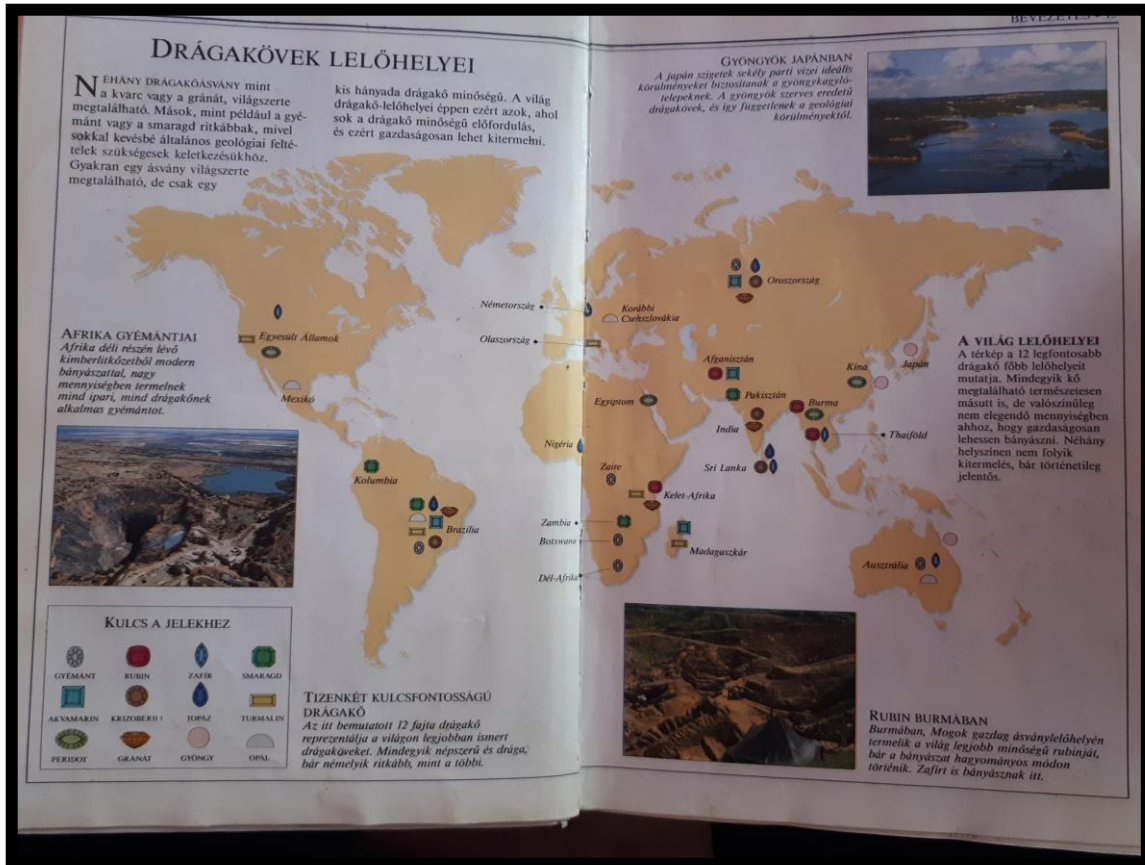 BEVEZETÉS
DRÁGAKÖVEK LELŐHELYEI
NÉHÁNY DRÁGAKŐÁSVÁNY mint
a kvarc vagy a gránát, világszerte
megtalálható. Mások, mint például a gyé-
mánt vagy a smaragd ritkábbak, mivel
sokkal kevésbé általános geológiai felté-
telek szükségesek keletkezésükhöz.
Gyakran egy ásvány világszerte
megtalálható, de csak egy
kis hányada drágakő minőségű. A világ
drágakő-lelőhelyei éppen ezért azok, ahol
sok a drágakő minőségű előfordulás,
és ezért gazdaságosan lehet kitermelni.
GYÖNGYÖK JAPÁNBAN
A japán szigetek sekély parti vizei ideális
körülményeket biztosítanak a gyöngykagyló-
telepeknek. A gyöngyök szerves eredetű
drágakövek, és így függetlenek a geológiai
körülményektől.
Oroszország
Németország
Korábbi
Csehszlovákia
Olaszország
Egyesült Államok
Mexikó
Afganisztán
Pakisztán
Kína
Japán
Egyiptom
India
Burma
Thaiföld
Nigéria
Sri Lanka
Kolumbia
Zaire
Kelet-Afrika
Brazília
Zambia
Botswana
Madagaszkár
Dél-Afrika
Ausztrália
AFRIKA GYÉMÁNTJAI
Afrika déli részén lévő
kimberlitkőzetből modern
bányászattal, nagy
mennyiségben termelnek
mind ipari, mind drágakőnek
alkalmas gyémántot.
A VILÁG LELŐHELYEI
A térkép a 12 legfontosabb
drágakő főbb lelőhelyeit
mutatja. Mindegyik kő
megtalálható természetesen
másutt is, de valószínűleg
nem elegendő mennyiségben
ahhoz, hogy gazdaságosan
lehessen bányászni. Néhány
helyszínen nem folyik
kitermelés, bár történetileg
jelentős.
KULCS A JELEKHEZ
GYÉMÁNT RUBIN ZAFÍR SMARAGD
AKVAMARIN KRIZOBERILL TOPÁZ TURMALIN
PERIDOT GRÁNÁT GYÖNGY OPÁL
TIZENKÉT KULCSFONTOSSÁGÚ
DRÁGAKŐ
Az itt bemutatott 12 fajta drágakő
reprezentálja a világon legjobban ismert
drágaköveket. Mindegyik népszerű és drága,
bár némelyik ritkább, mint a többi.
RUBIN BURMÁBAN
Burmában, Mogok gazdag ásványlelőhelyén
termelik a világ legjobb minőségű rubinját,
bár a bányászat hagyományos módon
történik. Zafírt is bányásznak itt.